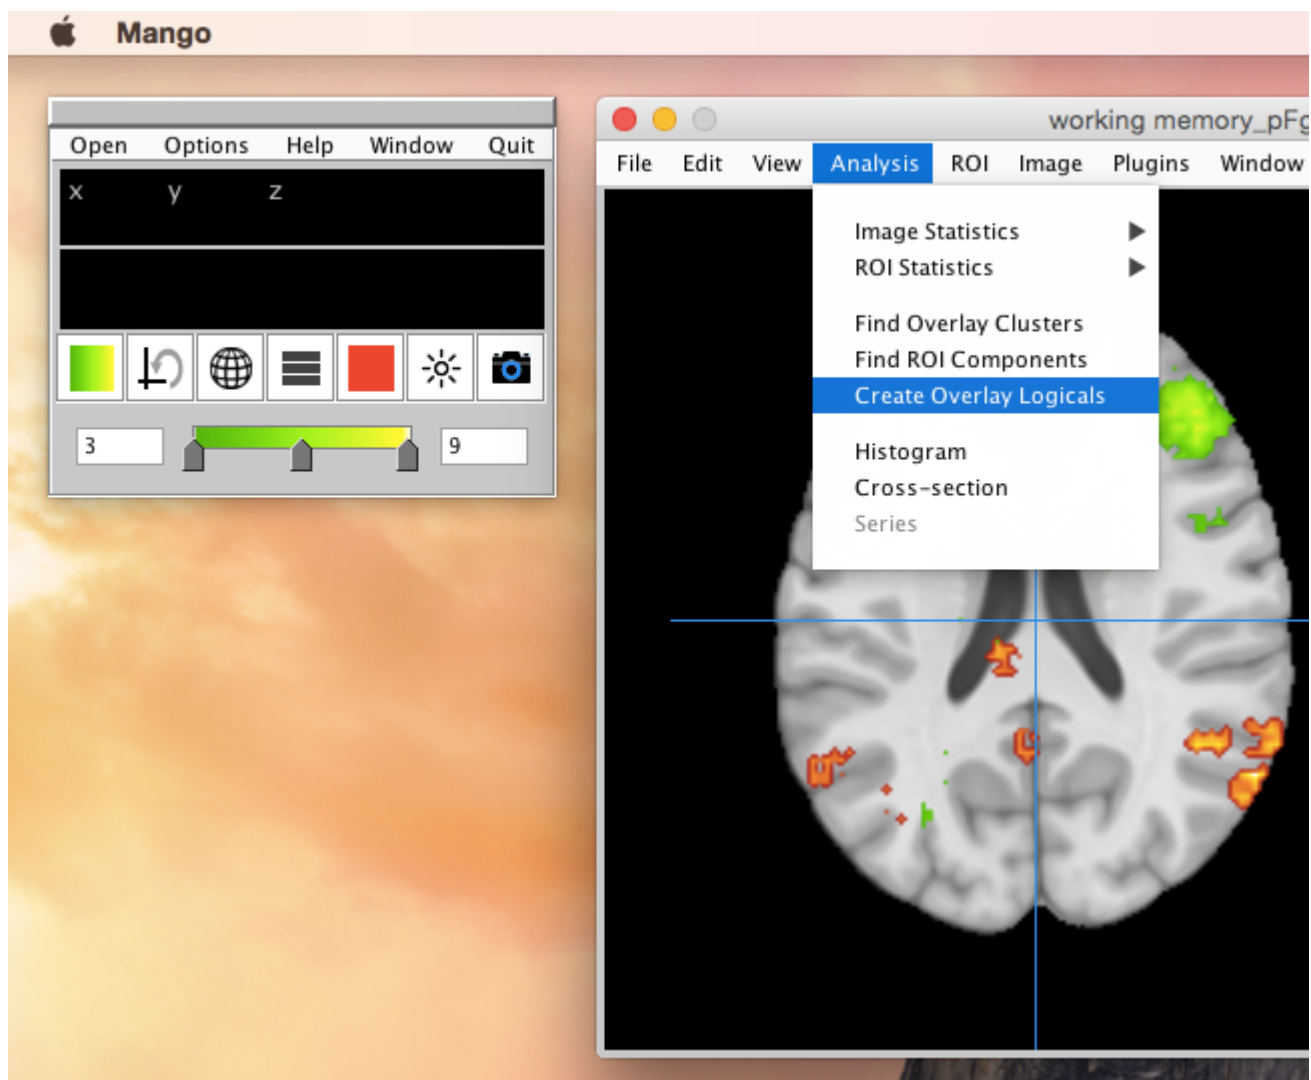 Mango
Open Options Help Window Quit
x y z
3 9
working memory_pFg
File Edit View Analysis ROI Image Plugins Window
Image Statistics
ROI Statistics
Find Overlay Clusters
Find ROI Components
Create Overlay Logicals
Histogram
Cross-section
Series